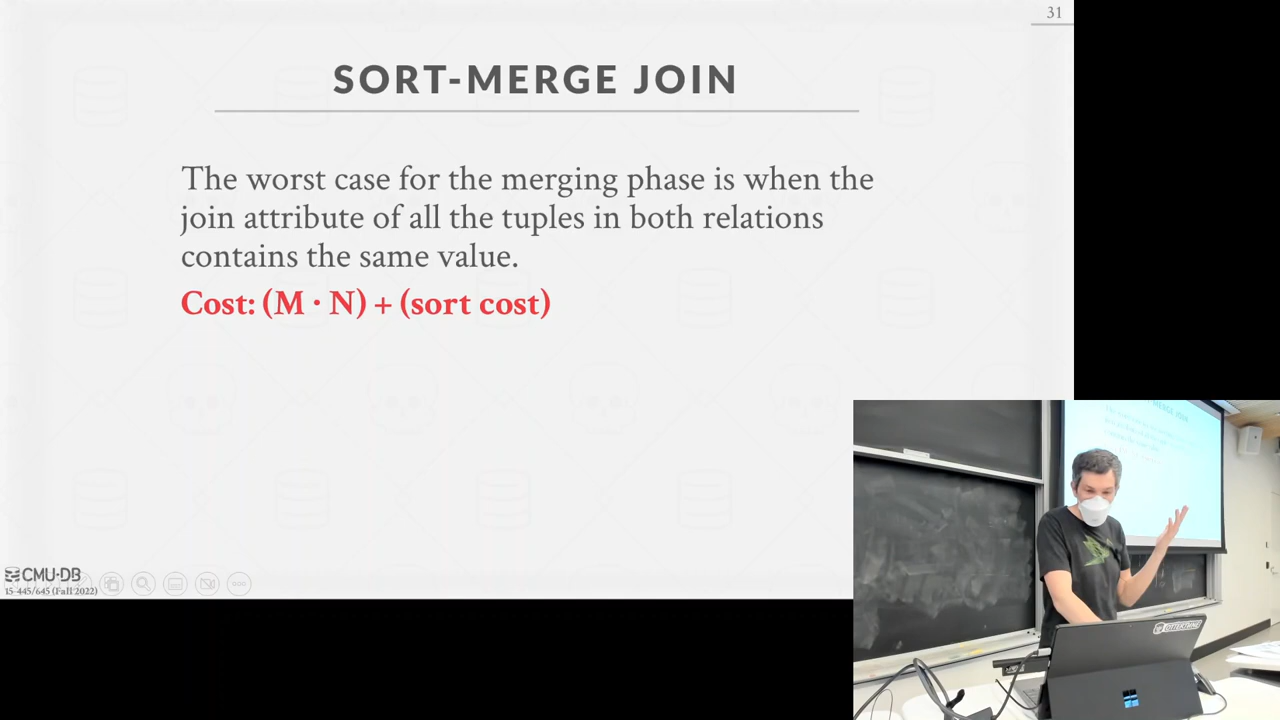 31
SORT-MERGE JOIN
The worst case for the merging phase is when the
join attribute of all the tuples in both relations
contains the same value.
Cost: (M · N) + (sort cost)
CMU·DB
15-445/645 (Fall 2022)